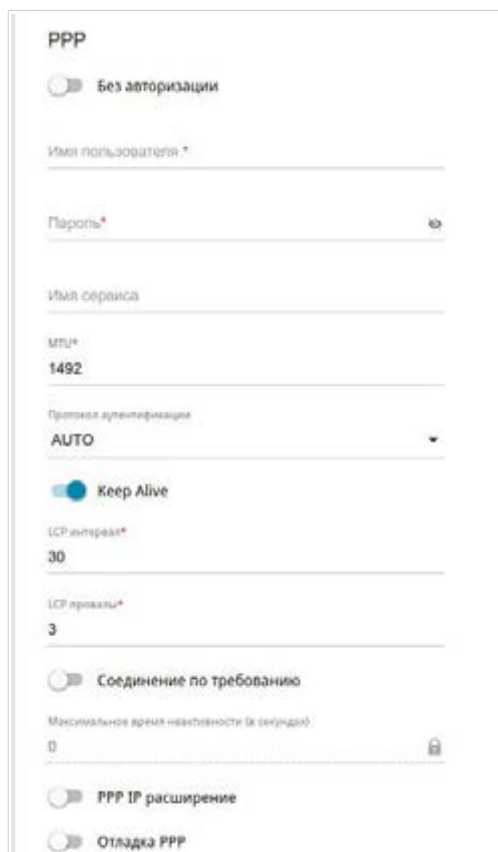 PPP
Без авторизации
Имя пользователя *
Пароль*
Имя сервиса
MTU*
1492
Протокол аутентификации
AUTO
Keep Alive
LCP интервал*
30
LCP провалы*
3
Соединение по требованию
Максимальное время неактивности (в секундах)
0
PPP IP расширение
Отладка PPP